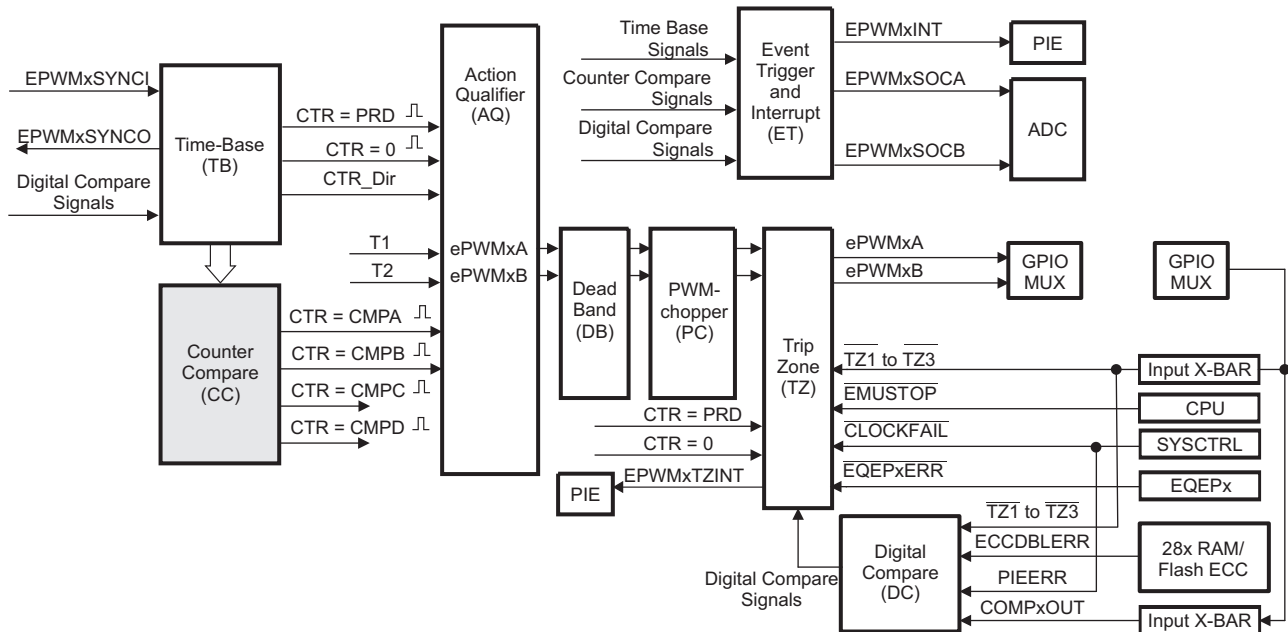 EPWMxSYNCI
EPWMxSYNCO
Digital Compare
Signals
Time-Base
(TB)
CTR = PRD
CTR = 0
CTR_Dir
T1
T2
Counter
Compare
(CC)
CTR = CMPA
CTR = CMPB
CTR = CMPC
CTR = CMPD
Action
Qualifier
(AQ)
ePWMxA
ePWMxB
Time Base
Signals
Counter Compare
Signals
Digital Compare
Signals
Event
Trigger
and
Interrupt
(ET)
EPWMxINT
EPWMxSOCA
EPWMxSOCB
PIE
ADC
Dead
Band
(DB)
PWM-
chopper
(PC)
Trip
Zone
(TZ)
ePWMxA
ePWMxB
GPIO
MUX
GPIO
MUX
TZ1 to TZ3
EMUSTOP
CLOCKFAIL
EQEPxERR
Input X-BAR
CPU
SYSCTRL
EQEPx
CTR = PRD
CTR = 0
EPWMxTZINT
PIE
Digital Compare
Signals
Digital
Compare
(DC)
TZ1 to TZ3
ECCDBLERR
PIEERR
COMPxOUT
28x RAM/
Flash ECC
Input X-BAR